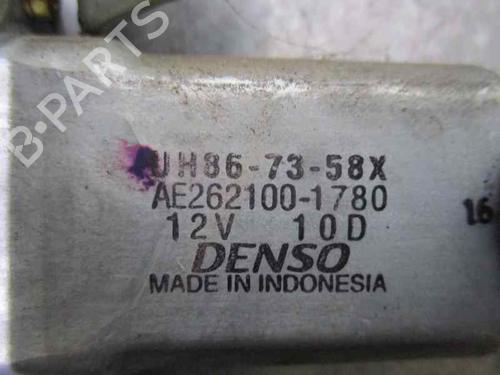 B-PARTS
UH86-73-58X
AE262100-1780
16
12V 10D
DENSO
MADE IN INDONESIA